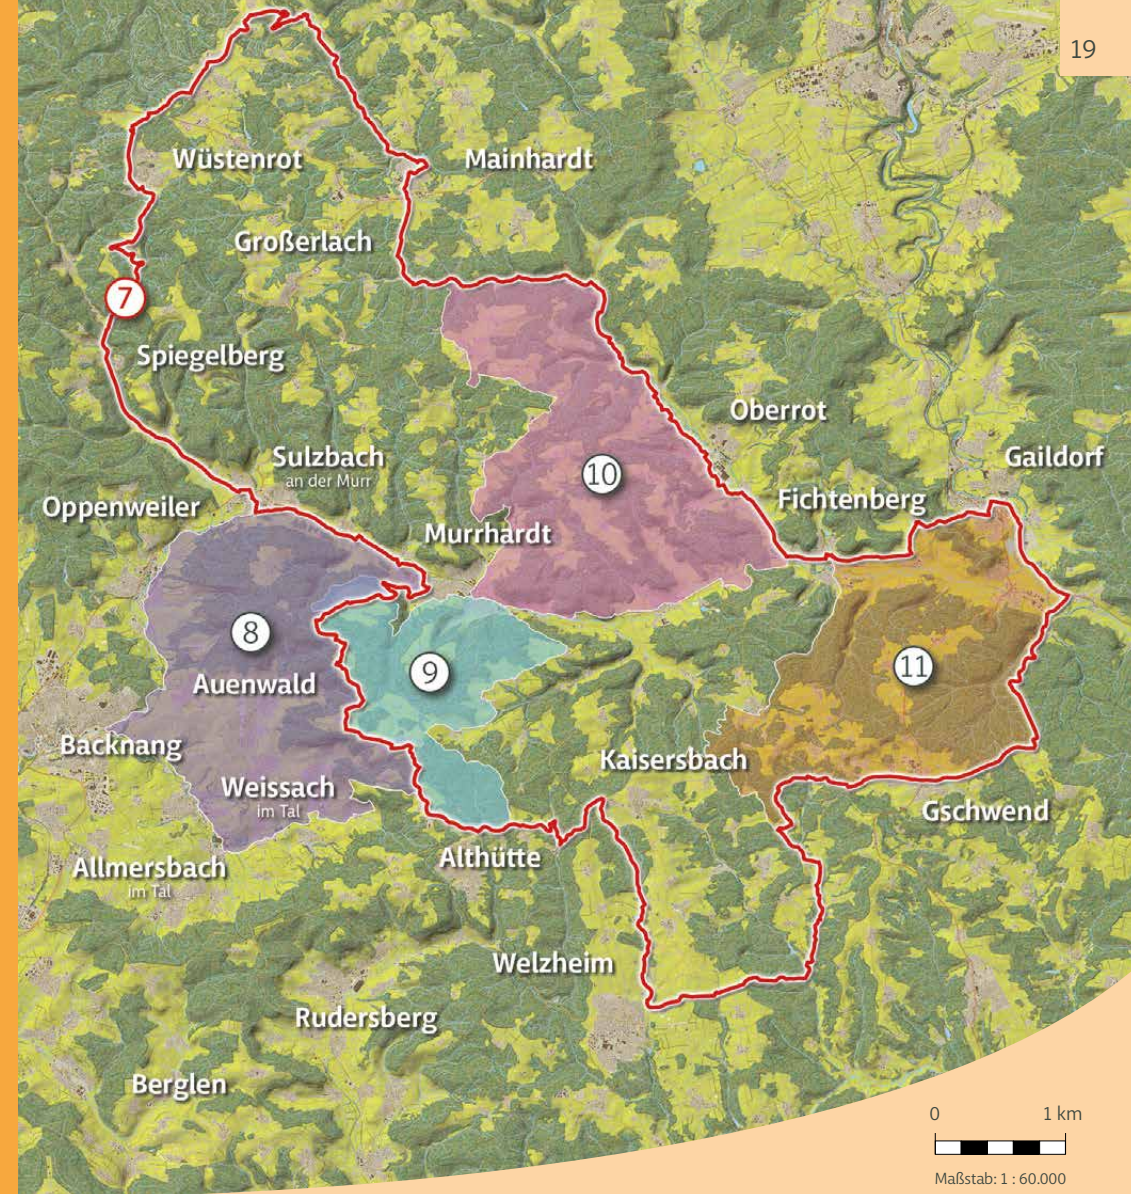 19
Wüstenrot
Mainhardt
Großerlach
7
Spiegelberg
Oberrot
Sulzbach
an der Murr
Gaildorf
10
Oppenweiler
Fichtenberg
Murrhardt
8
9
11
Auenwald
Backnang
Kaisersbach
Weissach
im Tal
Gschwend
Althütte
Allmersbach
im Tal
Welzheim
Rudersberg
Berglen
0 1 km
Maßstab: 1 : 60.000